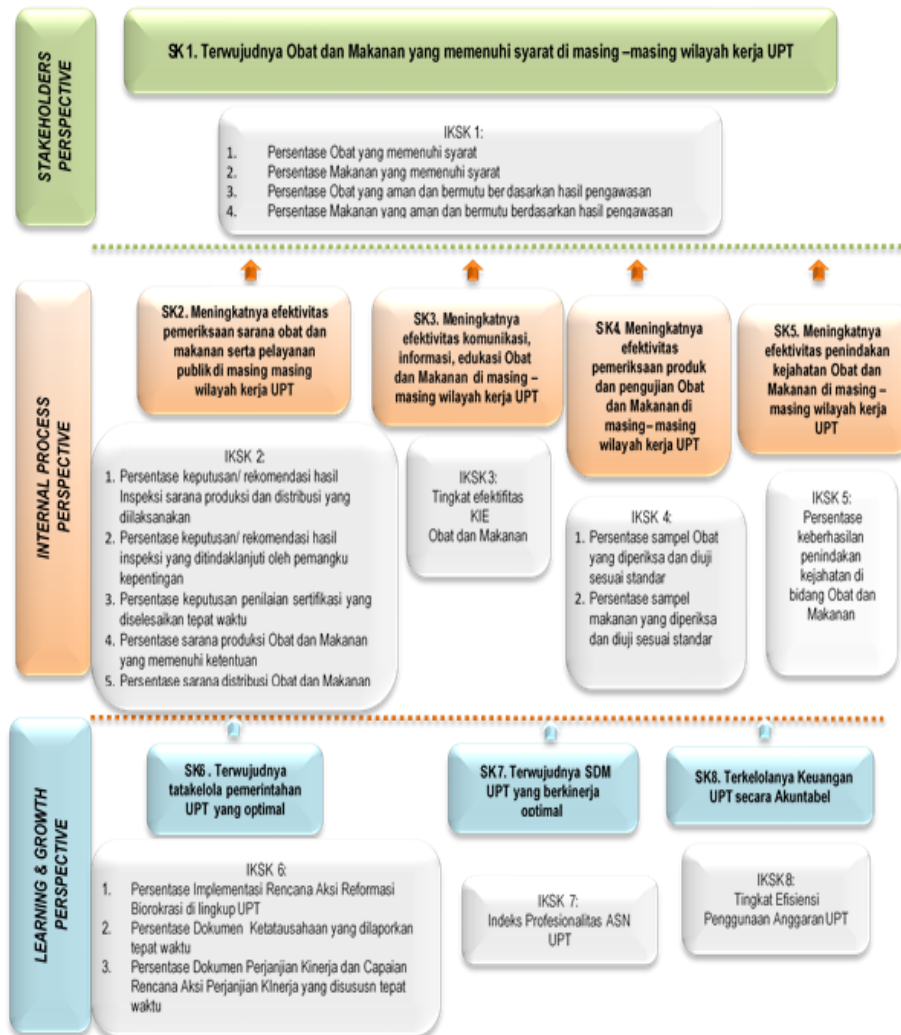 STAKEHOLDERS
PERSPECTIVE
SK 1. Terwujudnya Obat dan Makanan yang memenuhi syarat di masing –masing wilayah kerja UPT
IKSK 1:
1. Persentase Obat yang memenuhi syarat
2. Persentase Makanan yang memenuhi syarat
3. Persentase Obat yang aman dan bermutu berdasarkan hasil pengawasan
4. Persentase Makanan yang aman dan bermutu berdasarkan hasil pengawasan
INTERNAL PROCESS
PERSPECTIVE
SK2. Meningkatnya efektivitas
pemeriksaan sarana obat dan
makanan serta pelayanan
publik di masing masing
wilayah kerja UPT
IKSK 2:
1. Persentase keputusan/ rekomendasi hasil
Inspeksi sarana produksi dan distribusi yang
diilaksanakan
2. Persentase keputusan/ rekomendasi hasil
inspeksi yang ditindaklanjuti oleh pemangku
kepentingan
3. Persentase keputusan penilaian sertifikasi yang
diselesaikan tepat waktu
4. Persentase sarana produksi Obat dan Makanan
yang memenuhi ketentuan
5. Persentase sarana distribusi Obat dan Makanan
SK3. Meningkatnya
efektivitas komunikasi,
informasi, edukasi Obat
dan Makanan di masing –
masing wilayah kerja UPT
IKSK 3:
Tingkat efektifitas
KIE
Obat dan Makanan
SK4. Meningkatnya
efektivitas
pemeriksaan produk
dan pengujian Obat
dan Makanan di
masing– masing
wilayah kerja UPT
IKSK 4:
1. Persentase sampel Obat
yang diperiksa dan diuji
sesuai standar
2. Persentase sampel
makanan yang diperiksa
dan diuji sesuai standar
SK5. Meningkatnya
efektivitas penindakan
kejahatan Obat dan
Makanan di masing –
masing wilayah kerja
UPT
IKSK 5:
Persentase
keberhasilan
penindakan
kejahatan di
bidang Obat dan
Makanan
LEARNING & GROWTH
PERSPECTIVE
SK6 . Terwujudnya
tatakelola pemerintahan
UPT yang optimal
IKSK 6:
1. Persentase Implementasi Rencana Aksi Reformasi
Biorokrasi di lingkup UPT
2. Persentase Dokumen Ketatausahaan yang dilaporkan
tepat waktu
3. Persentase Dokumen Perjanjian Kinerja dan Capaian
Rencana Aksi Perjanjian KInerja yang disususn tepat
waktu
SK7. Terwujudnya SDM
UPT yang berkinerja
optimal
IKSK 7:
Indeks Profesionalitas ASN
UPT
SK8. Terkelolanya Keuangan
UPT secara Akuntabel
IKSK 8:
Tingkat Efisiensi
Penggunaan Anggaran UPT